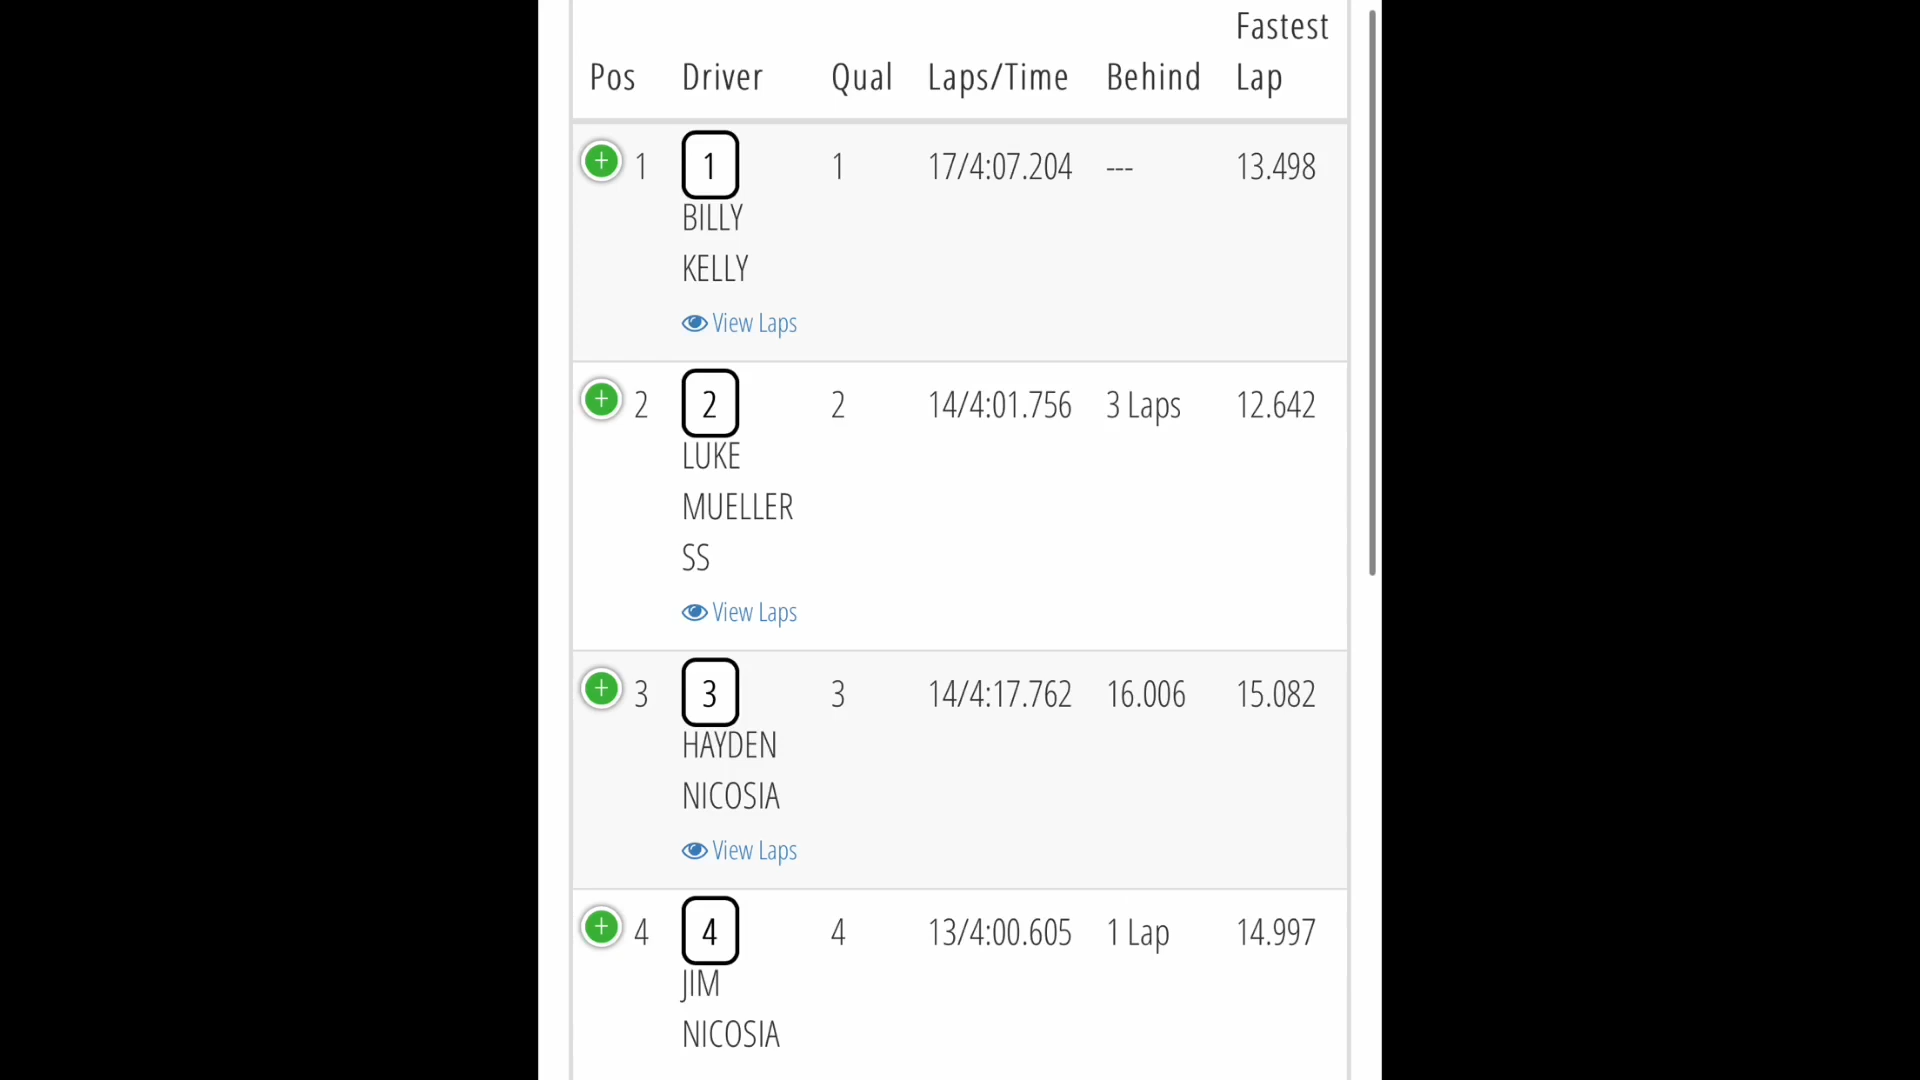 Pos Driver Qual Laps/Time Behind Fastest Lap
1 1 1 17/4:07.204 --- 13.498
BILLY
KELLY
View Laps
2 2 2 14/4:01.756 3 Laps 12.642
LUKE
MUELLER
SS
View Laps
3 3 3 14/4:17.762 16.006 15.082
HAYDEN
NICOSIA
View Laps
4 4 4 13/4:00.605 1 Lap 14.997
JIM
NICOSIA